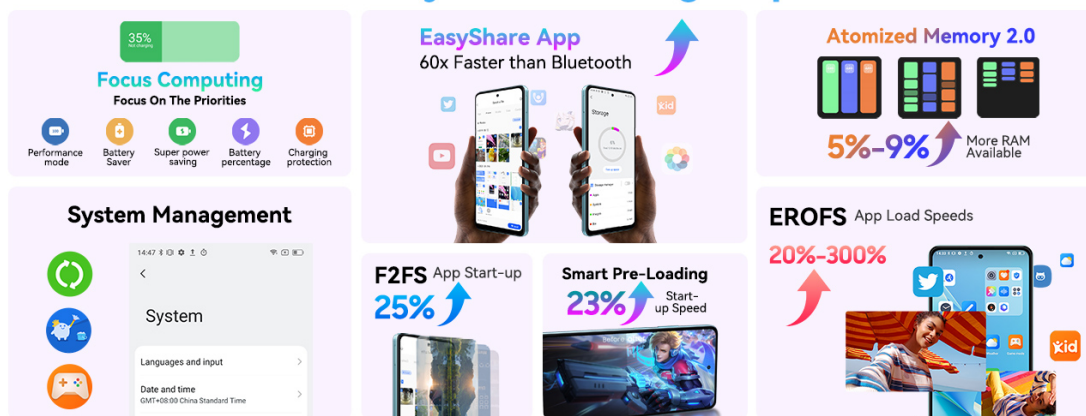 35%
Not charging
Focus Computing
Focus On The Priorities
Performance
mode
Battery
Saver
Super power
saving
Battery
percentage
Charging
protection
EasyShare App
60x Faster than Bluetooth
Storage
kid
Atomized Memory 2.0
5%-9%
More RAM
Available
System Management
14:47
System
Languages and input
Date and time
GMT+08:00 China Standard Time
F2FS App Start-up
25%
Smart Pre-Loading
23%
Start-
up Speed
EROFS App Load Speeds
20%-300%
kid